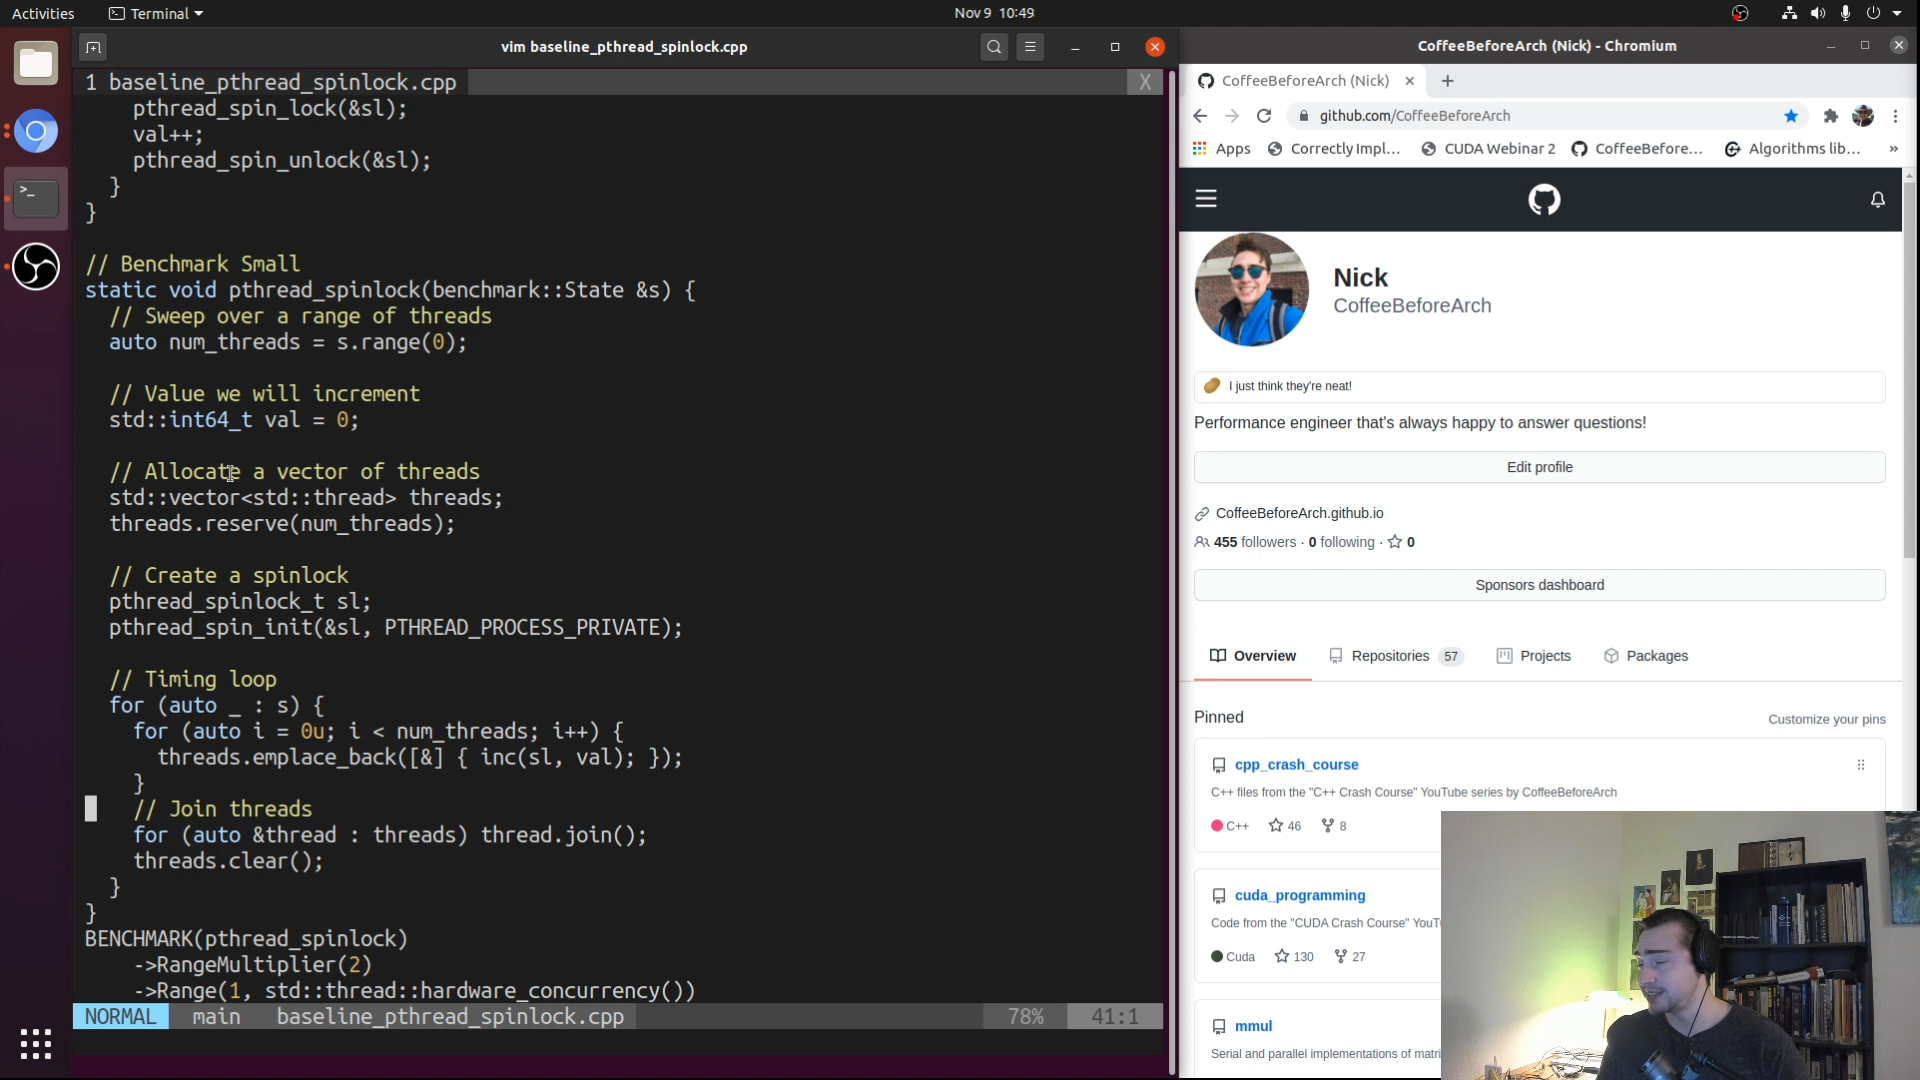 Activities
Terminal
Nov 9 10:49
vim baseline_pthread_spinlock.cpp
1 baseline_pthread_spinlock.cpp
X
pthread_spin_lock(&sl);
val++;
pthread_spin_unlock(&sl);
}
}
// Benchmark Small
static void pthread_spinlock(benchmark::State &s) {
// Sweep over a range of threads
auto num_threads = s.range(0);
// Value we will increment
std::int64_t val = 0;
// Allocate a vector of threads
std::vector<std::thread> threads;
threads.reserve(num_threads);
// Create a spinlock
pthread_spinlock_t sl;
pthread_spin_init(&sl, PTHREAD_PROCESS_PRIVATE);
// Timing loop
for (auto _ : s) {
for (auto i = 0u; i < num_threads; i++) {
threads.emplace_back([&] { inc(sl, val); });
}
// Join threads
for (auto &thread : threads) thread.join();
threads.clear();
}
}
BENCHMARK(pthread_spinlock)
->RangeMultiplier(2)
->Range(1, std::thread::hardware_concurrency())
NORMAL main baseline_pthread_spinlock.cpp 78% 41:1
CoffeeBeforeArch (Nick) - Chromium
CoffeeBeforeArch (Nick)
github.com/CoffeeBeforeArch
Apps
Correctly Impl...
CUDA Webinar 2
CoffeeBefore...
Algorithms lib...
»
Nick
CoffeeBeforeArch
I just think they're neat!
Performance engineer that's always happy to answer questions!
Edit profile
CoffeeBeforeArch.github.io
455 followers · 0 following · 0
Sponsors dashboard
Overview
Repositories 57
Projects
Packages
Pinned
Customize your pins
cpp_crash_course
C++ files from the "C++ Crash Course" YouTube series by CoffeeBeforeArch
C++ 46 8
cuda_programming
Code from the "CUDA Crash Course" YouT
Cuda 130 27
mmul
Serial and parallel implementations of matri